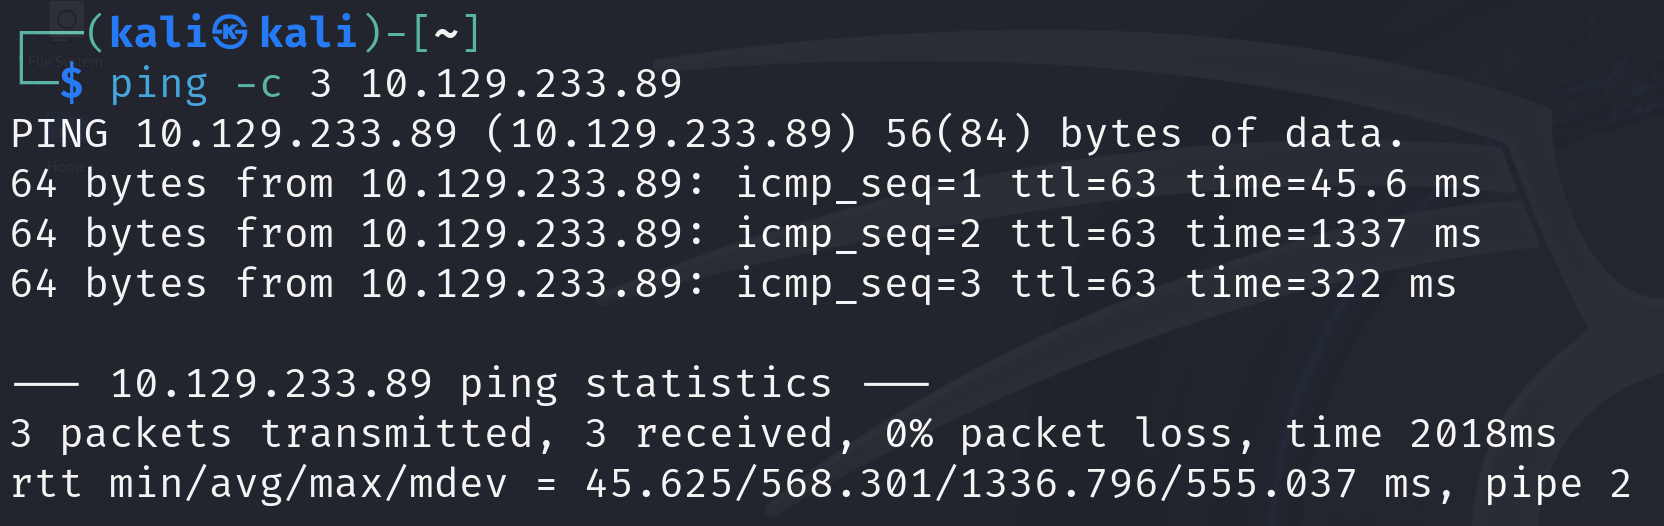 ┌──(kali㉿kali)-[~]
└─$ ping -c 3 10.129.233.89
PING 10.129.233.89 (10.129.233.89) 56(84) bytes of data.
64 bytes from 10.129.233.89: icmp_seq=1 ttl=63 time=45.6 ms
64 bytes from 10.129.233.89: icmp_seq=2 ttl=63 time=1337 ms
64 bytes from 10.129.233.89: icmp_seq=3 ttl=63 time=322 ms

--- 10.129.233.89 ping statistics ---
3 packets transmitted, 3 received, 0% packet loss, time 2018ms
rtt min/avg/max/mdev = 45.625/568.301/1336.796/555.037 ms, pipe 2
File System
Home